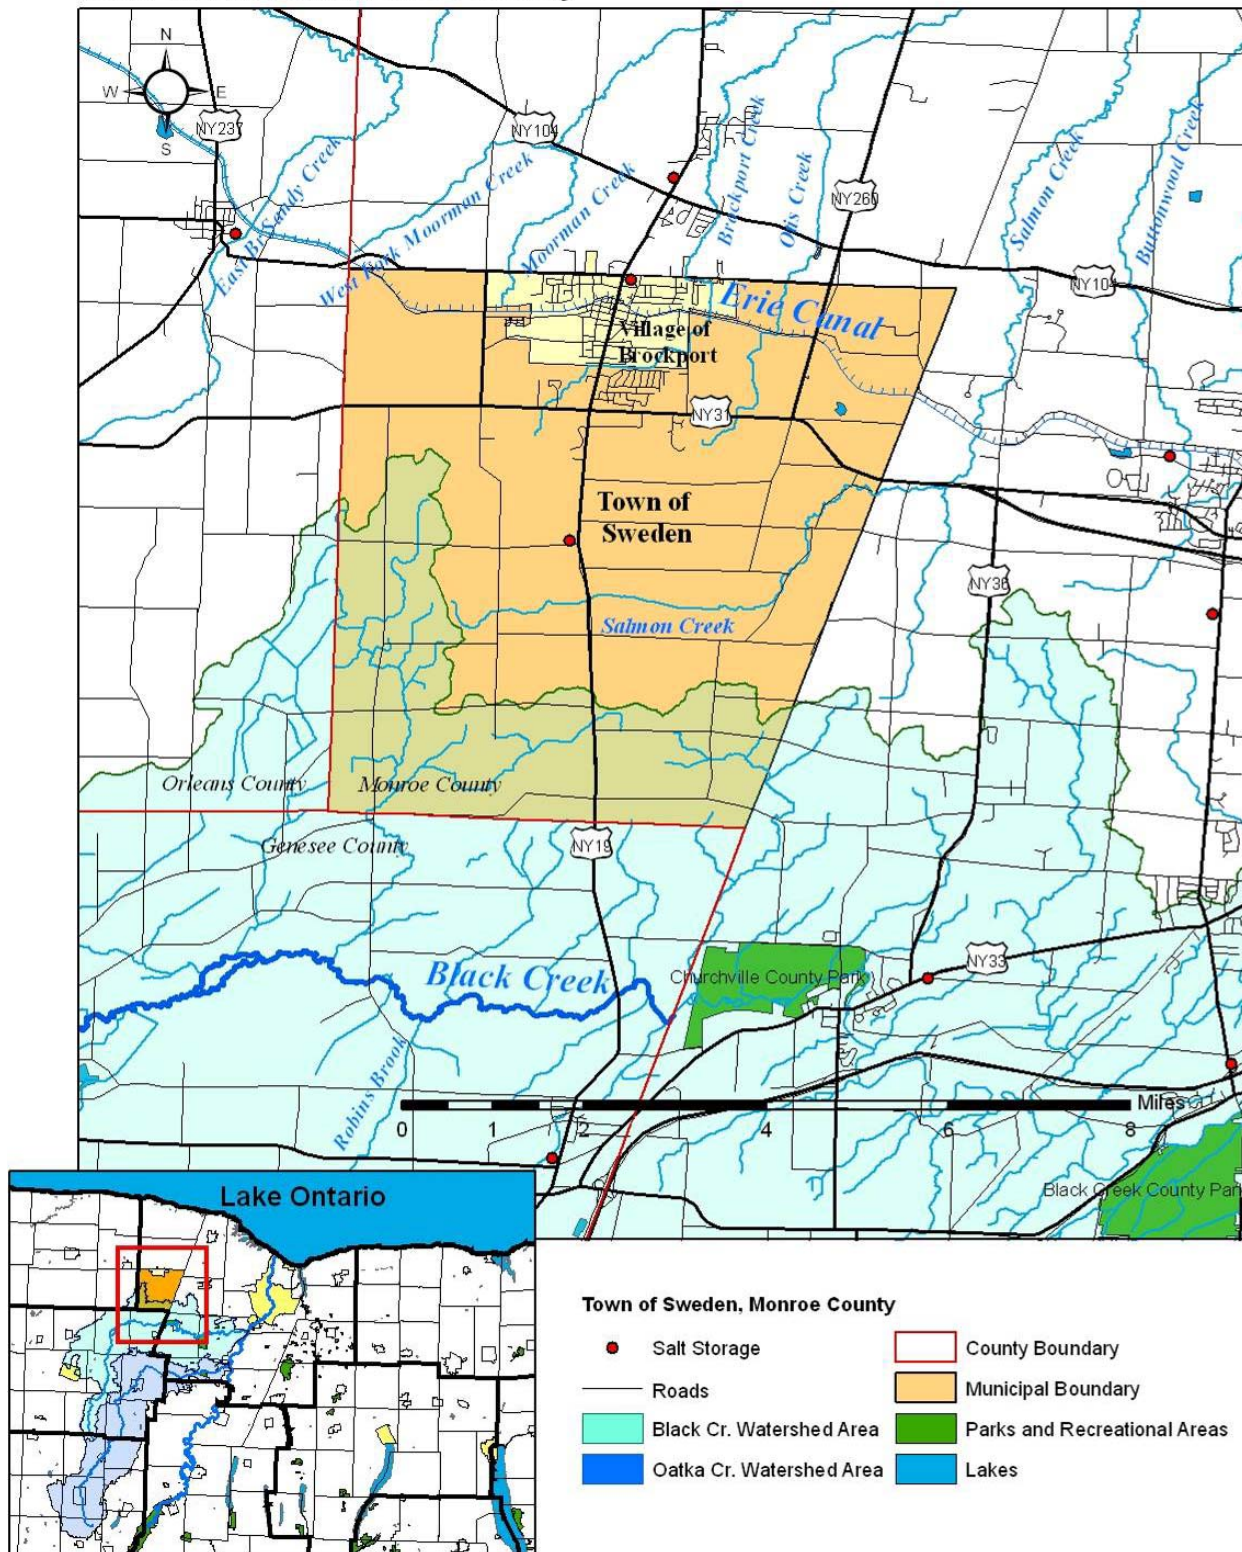 N
W
E
S
NY237
NY104
NY260
East Br Sandy Creek
West Fork Moorman Creek
Moorman Creek
Brockport Creek
Otis Creek
Salmon Creek
Buttonwood Creek
NY104
Erie Canal
Village of
Brockport
NY31
Town of
Sweden
NY36
Salmon Creek
Orleans County
Monroe County
Genesee County
NY19
Black Creek
Churchville County Park
NY33
Robins Brook
Miles
0 1 2 4 6 8
Black Creek County Par
Lake Ontario
Town of Sweden, Monroe County
Salt Storage
County Boundary
Roads
Municipal Boundary
Black Cr. Watershed Area
Parks and Recreational Areas
Oatka Cr. Watershed Area
Lakes